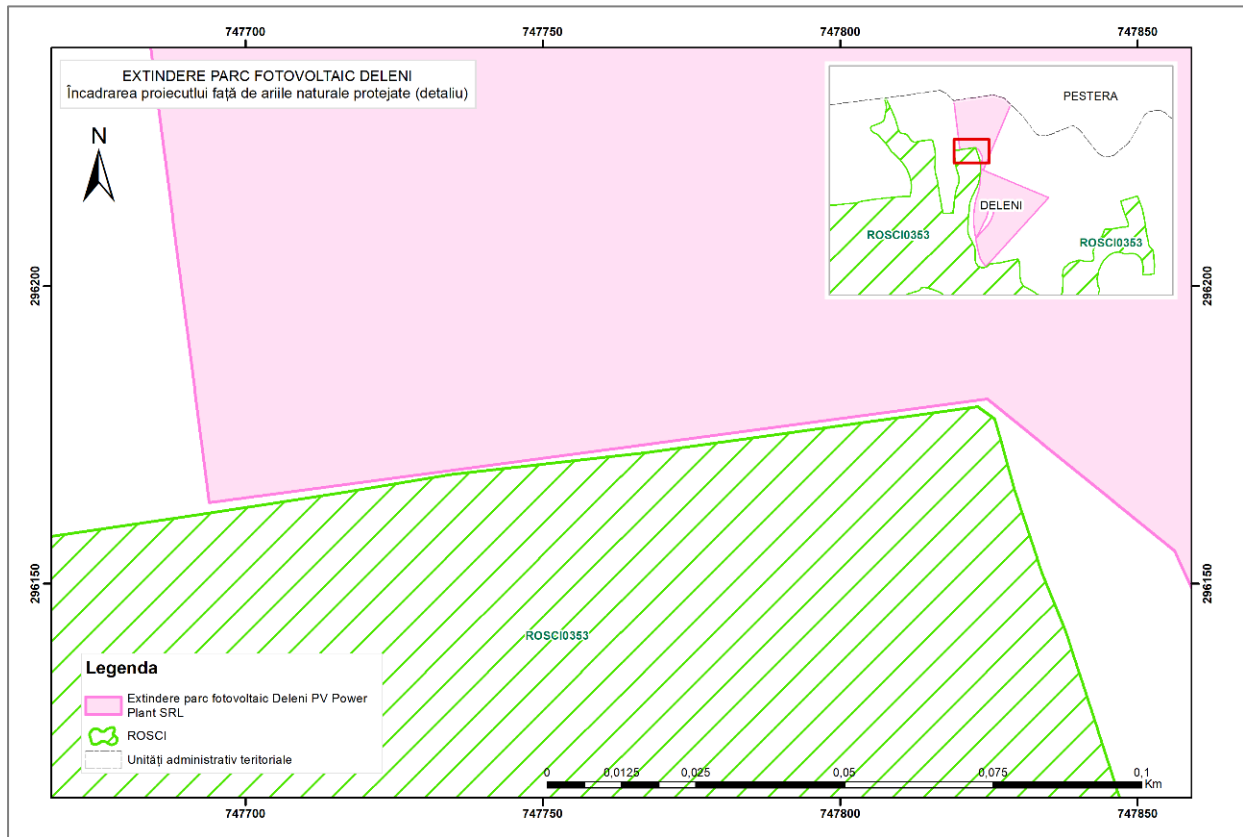 747700 747750 747800 747850
EXTINDERE PARC FOTOVOLTAIC DELENI
Încadrarea proiecutlui față de ariile naturale protejate (detaliu)
N
PESTERA
DELENI
ROSCI0353
ROSCI0353
296200 296200
296150 296150
ROSCI0353
Legenda
Extindere parc fotovoltaic Deleni PV Power
Plant SRL
ROSCI
Unități administrativ teritoriale
0 0,0125 0,025 0,05 0,075 0,1
Km
747700 747750 747800 747850